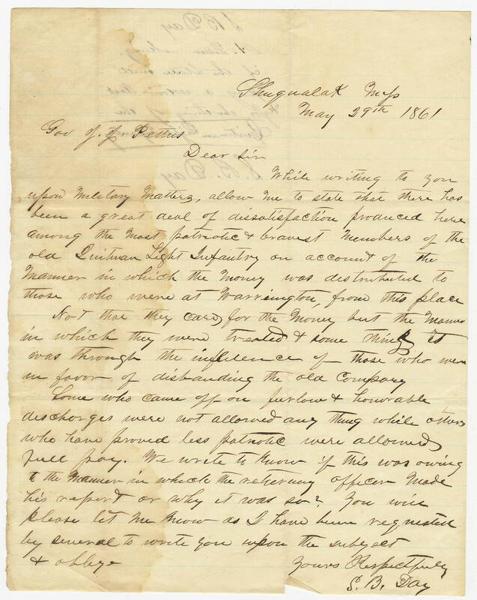 Shuqualak Miss
May 29th 1861
Gov J. J. Pettus
Dear Sir
While writing to you
upon Military Matters, allow me to state that there has
been a great deal of dissatisfaction produced here
among the most patriotic & bravest Members of the
old Quitman Light Infantry on account of the
Manner in which the Money was distributed to
those who were at Warrington, from this place
Not that they cared for the Money but the Manner
in which they were treated & some think it
was through the influence of those who were
in favor of disbanding the old Company
Some who came off on furlow & honorable
discharges were not allowed any thing while others
who have proved less patriotic were allowed
full pay. We write to know if this was owing
to the Manner in which the returning officer Made
his report or why it was so? You will
please let me know as I have been requested
by several to write you upon the subject
& oblige Yours Respectfully
S. B. Day